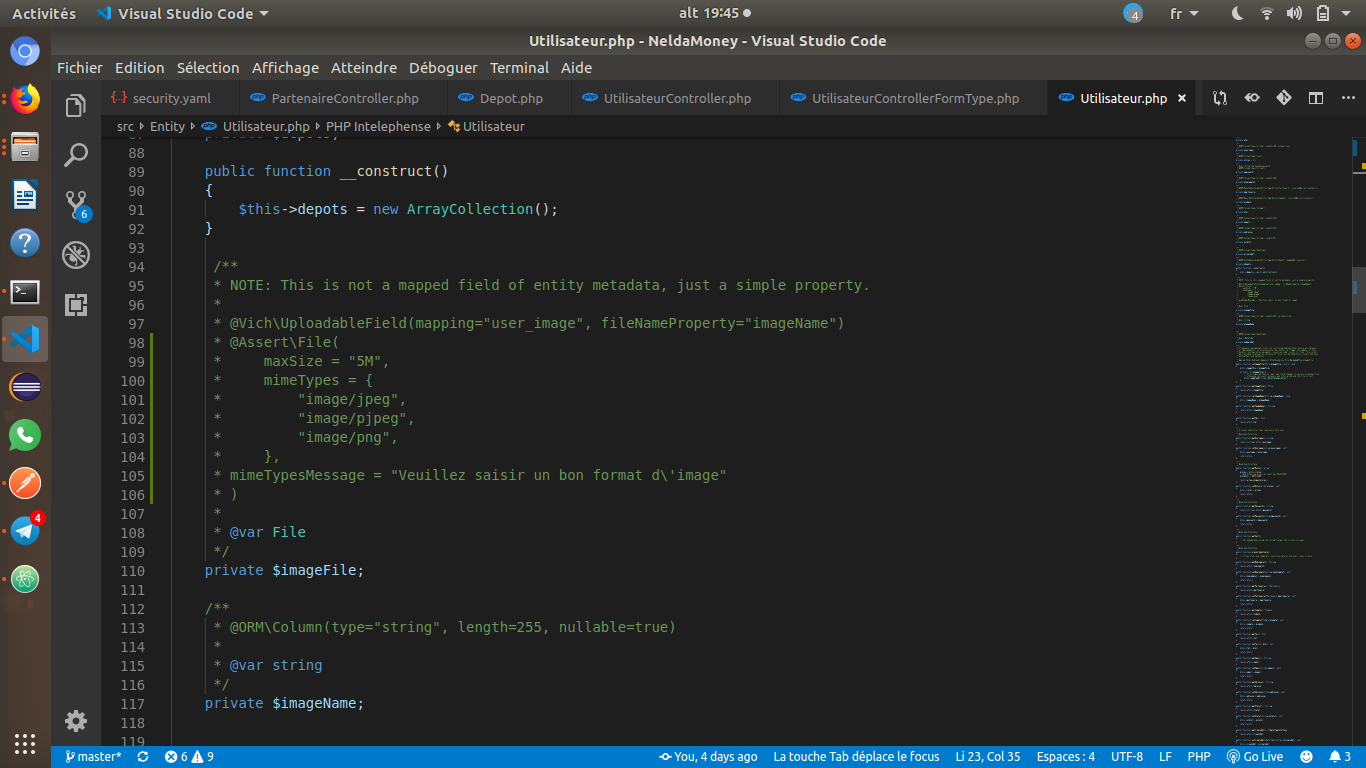 Activités
Visual Studio Code
alt 19:45
4
fr
Utilisateur.php - NeldaMoney - Visual Studio Code
Fichier Edition Sélection Affichage Atteindre Déboguer Terminal Aide
security.yaml
PartenaireController.php
Depot.php
UtilisateurController.php
UtilisateurControllerFormType.php
Utilisateur.php
src > Entity > Utilisateur.php > PHP Intelephense > Utilisateur
88
89 public function __construct()
90 {
91 $this->depots = new ArrayCollection();
92 }
93
94 /**
95 * NOTE: This is not a mapped field of entity metadata, just a simple property.
96 *
97 * @Vich\UploadableField(mapping="user_image", fileNameProperty="imageName")
98 * @Assert\File(
99 * maxSize = "5M",
100 * mimeTypes = {
101 * "image/jpeg",
102 * "image/pjpeg",
103 * "image/png",
104 * },
105 * mimeTypesMessage = "Veuillez saisir un bon format d\'image"
106 * )
107 *
108 * @var File
109 */
110 private $imageFile;
111
112 /**
113 * @ORM\Column(type="string", length=255, nullable=true)
114 *
115 * @var string
116 */
117 private $imageName;
118
119
6
4
master* 6 9 You, 4 days ago La touche Tab déplace le focus Li 23, Col 35 Espaces : 4 UTF-8 LF PHP Go Live 3